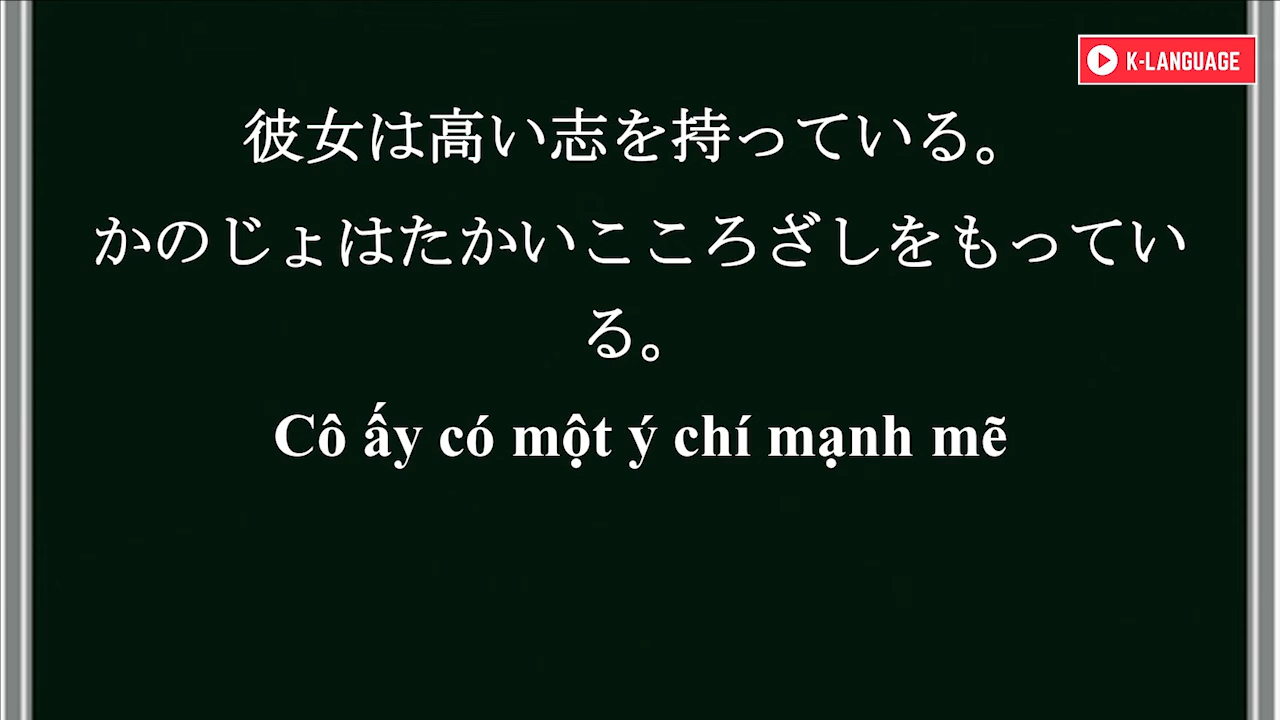 K-LANGUAGE
彼女は高い志を持っている。
かのじょはたかいこころざしをもってい
る。
Cô ấy có một ý chí mạnh mẽ